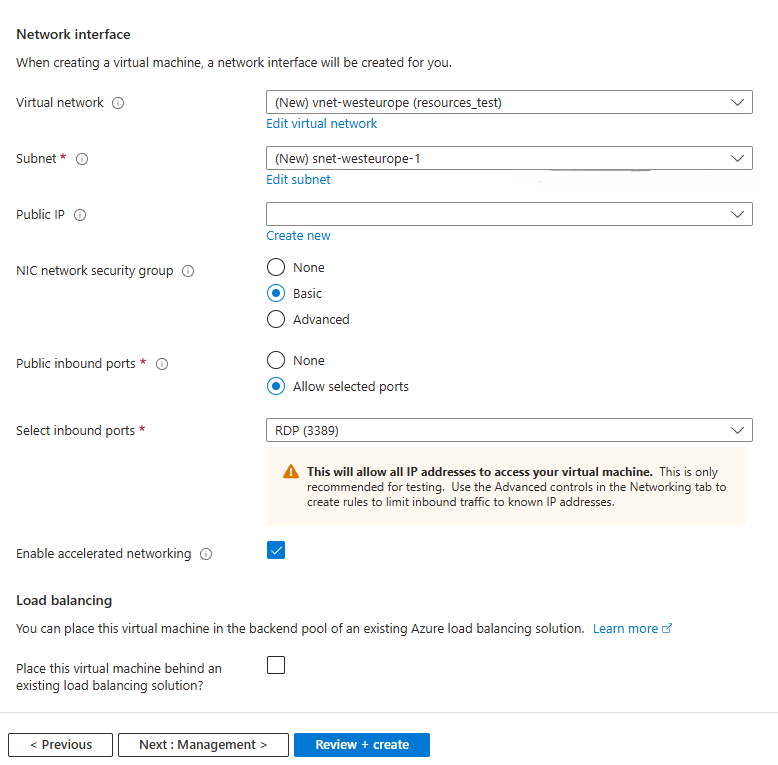 Network interface
When creating a virtual machine, a network interface will be created for you.
Virtual network
(New) vnet-westeurope (resources_test)
Edit virtual network
Subnet *
(New) snet-westeurope-1
Edit subnet
Public IP
Create new
NIC network security group
None
Basic
Advanced
Public inbound ports *
None
Allow selected ports
Select inbound ports *
RDP (3389)
This will allow all IP addresses to access your virtual machine. This is only
recommended for testing. Use the Advanced controls in the Networking tab to
create rules to limit inbound traffic to known IP addresses.
Enable accelerated networking
Load balancing
You can place this virtual machine in the backend pool of an existing Azure load balancing solution. Learn more
Place this virtual machine behind an
existing load balancing solution?
< Previous
Next : Management >
Review + create